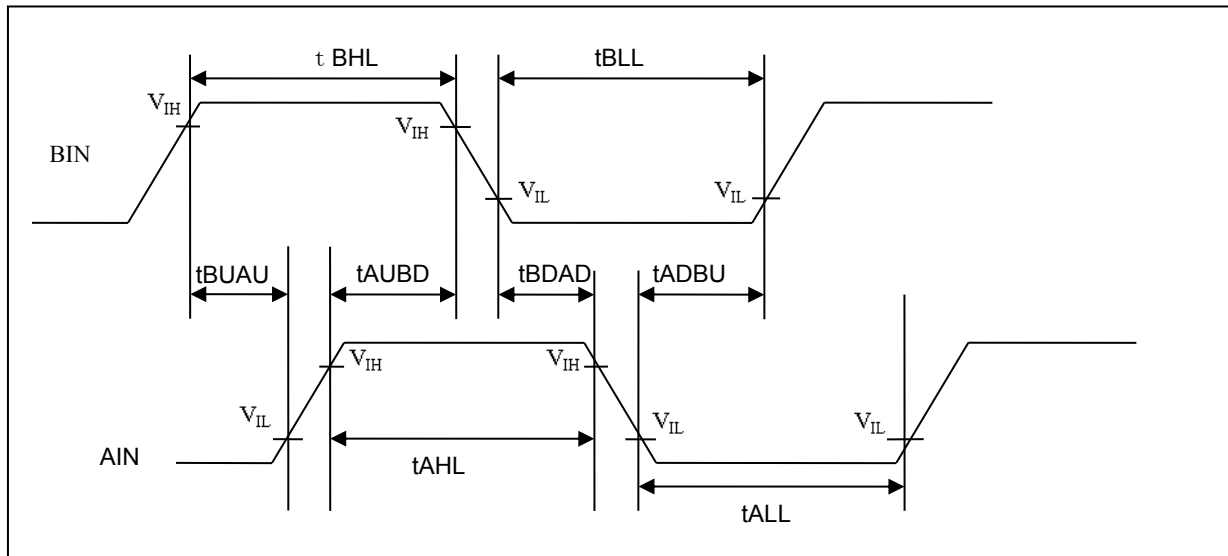 t BHL tBLL
VIH VIH
BIN
VIL VIL
tBUAU tAUBD tBDAD tADBU
VIH VIH
VIL VIL VIL
AIN
tAHL
tALL